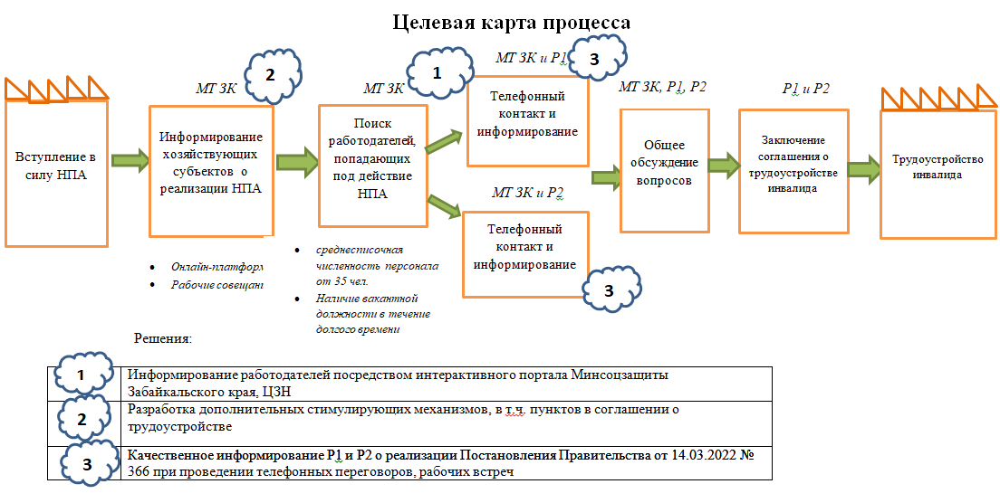 Целевая карта процесса
МТ ЗК
2
МТ ЗК
1
МТ ЗК и Р1
3
МТ ЗК, Р1, Р2
Р1 и Р2
Вступление в
силу НПА
Информирование
хозяйствующих
субъектов о
реализации НПА
Поиск
работодателей,
попадающих
под действие
НПА
Телефонный
контакт и
информирование
МТ ЗК и Р2
Телефонный
контакт и
информирование
3
Общее
обсуждение
вопросов
Заключение
соглашения о
трудоустройстве
инвалида
Трудоустройство
инвалида
• Онлайн-платформ
• Рабочие совещани
• среднесписочная
численность персонала
от 35 чел.
• Наличие вакантной
должности в течение
долгого времени
Решения:
1
Информирование работодателей посредством интерактивного портала Минсоцзащиты
Забайкальского края, ЦЗН
2
Разработка дополнительных стимулирующих механизмов, в т.ч. пунктов в соглашении о
трудоустройстве
3
Качественное информирование Р1 и Р2 о реализации Постановления Правительства от 14.03.2022 №
366 при проведении телефонных переговоров, рабочих встреч